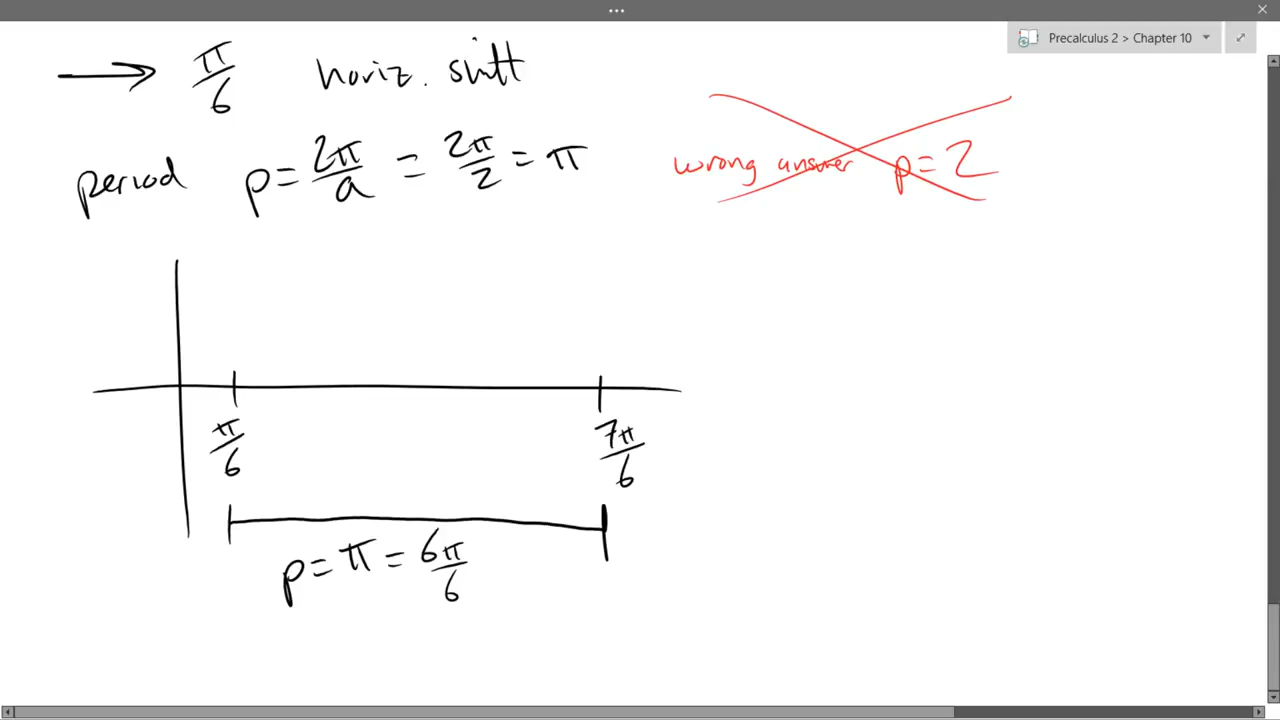 Precalculus 2 > Chapter 10
→ π/6 horiz. shift
period p = 2π/a = 2π/2 = π
wrong answer p = 2
π/6 7π/6
p = π = 6π/6